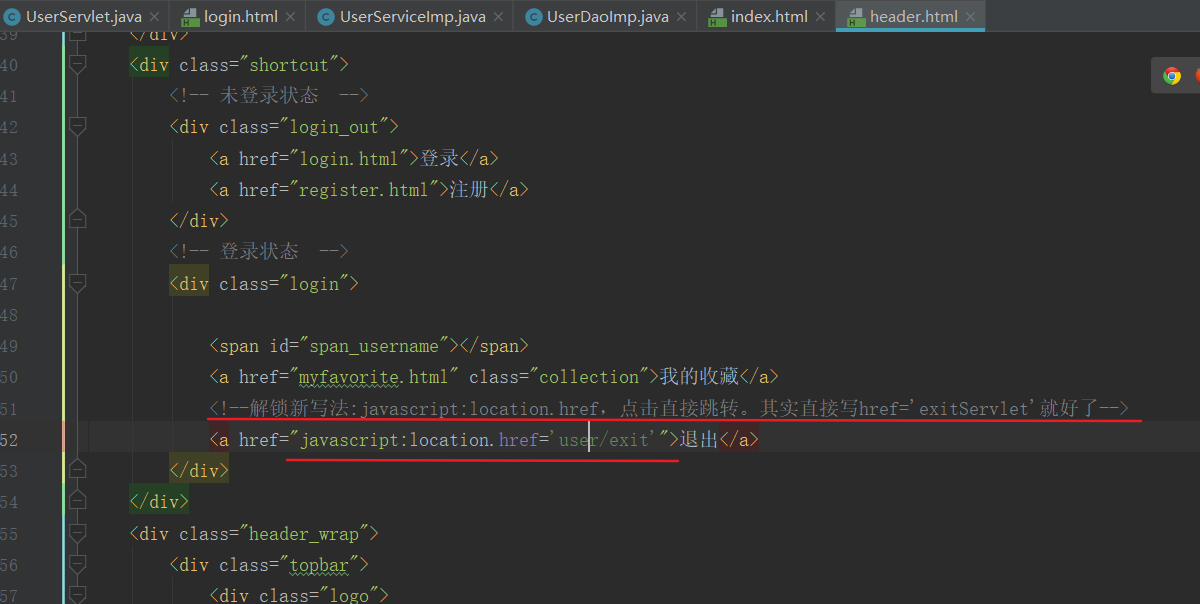 UserServlet.java × login.html × UserServiceImp.java × UserDaoImp.java × index.html × header.html ×
39 </div>
40 <div class="shortcut">
41 <!-- 未登录状态  -->
42 <div class="login_out">
43 <a href="login.html">登录</a>
44 <a href="register.html">注册</a>
45 </div>
46 <!-- 登录状态  -->
47 <div class="login">
48
49 <span id="span_username"></span>
50 <a href="myfavorite.html" class="collection">我的收藏</a>
51 <!--解锁新写法:javascript:location.href，点击直接跳转。其实直接写href='exitServlet'就好了-->
52 <a href="javascript:location.href='user/exit'">退出</a>
53 </div>
54 </div>
55 <div class="header_wrap">
56 <div class="topbar">
57 <div class="logo">